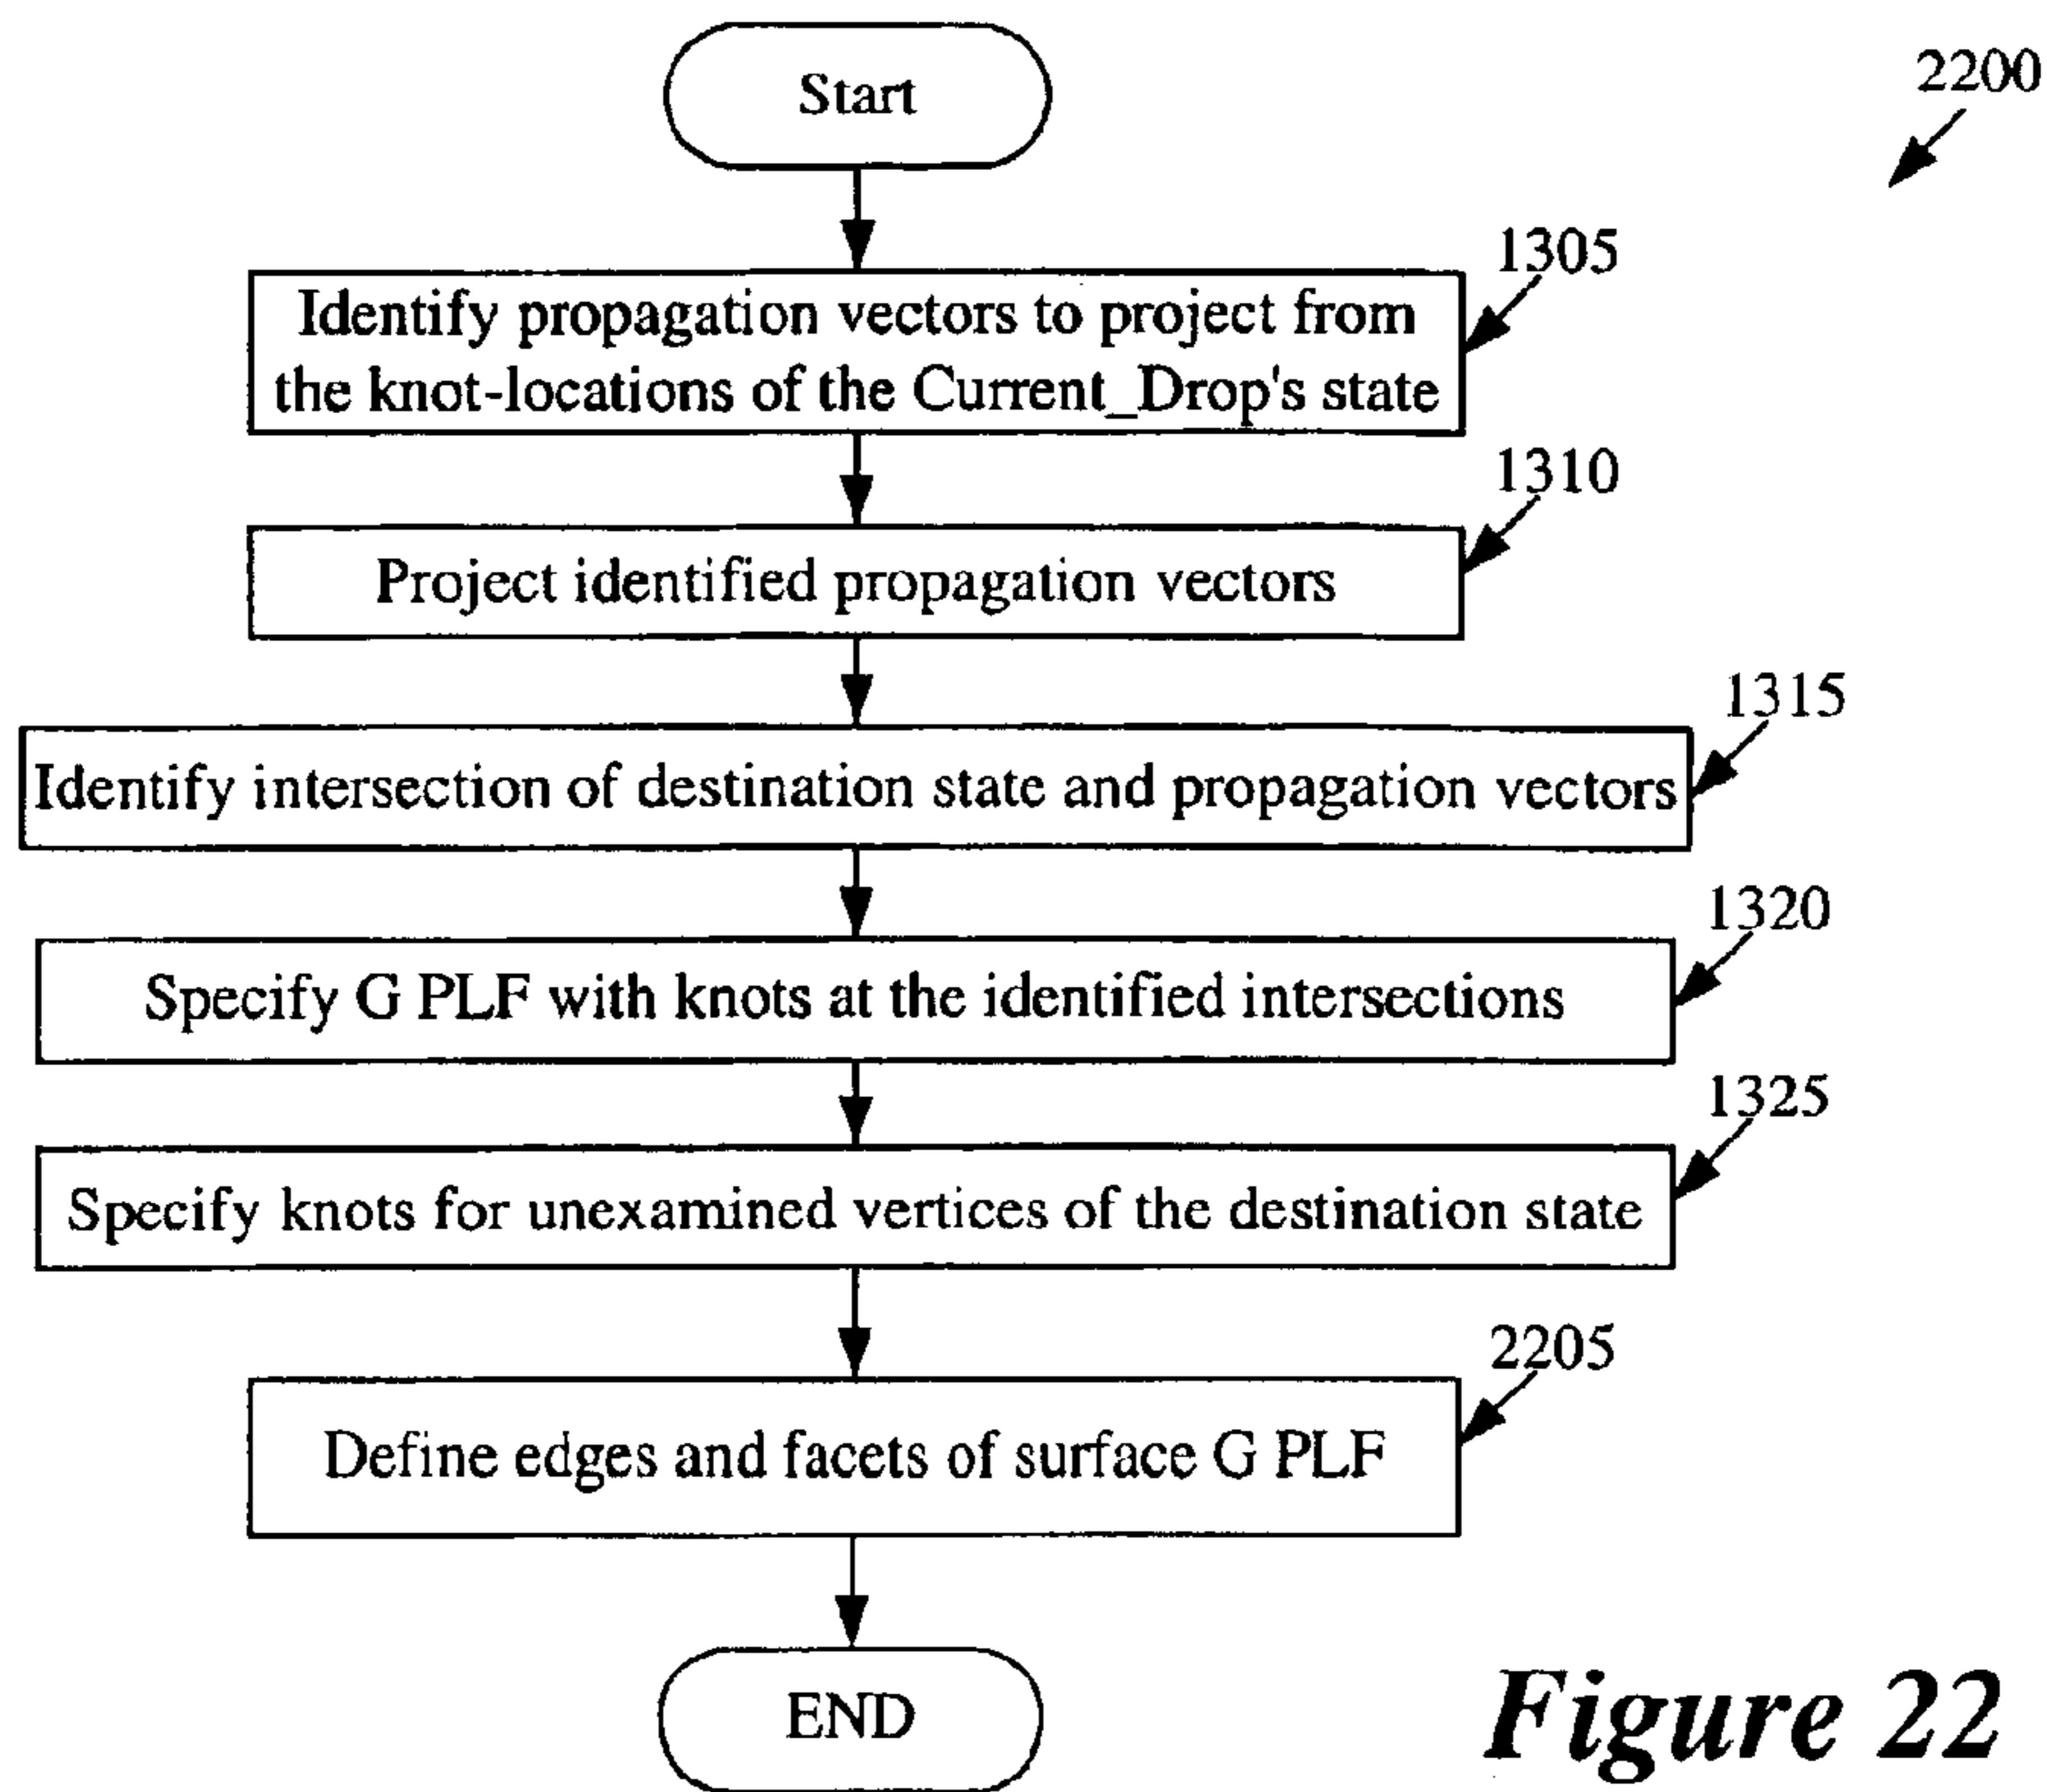 Start
2200
1305
Identify propagation vectors to project from
the knot-locations of the Current_Drop's state
1310
Project identified propagation vectors
1315
Identify intersection of destination state and propagation vectors
1320
Specify G PLF with knots at the identified intersections
1325
Specify knots for unexamined vertices of the destination state
2205
Define edges and facets of surface G PLF
END
Figure 22